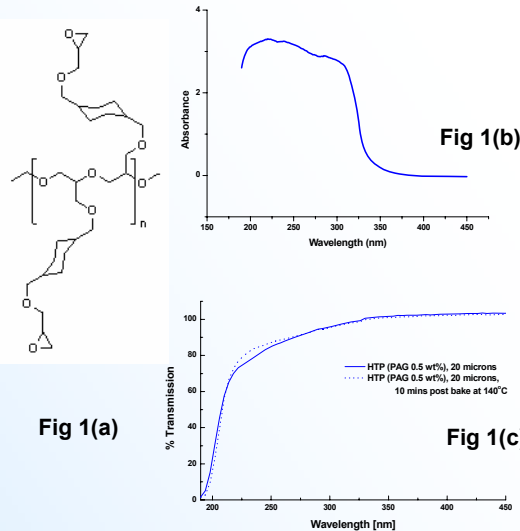 O
O
O
O
O
O
n
O
O
O
Fig 1(a)
4
2
0
Absorbance
150 200 250 300 350 400 450
Wavelength (nm)
Fig 1(b)
100
80
60
40
20
0
% Transmission
HTP (PAG 0.5 wt%), 20 microns
HTP (PAG 0.5 wt%), 20 microns,
10 mins post bake at 140°C
200 250 300 350 400 450
Wavelength [nm]
Fig 1(c)